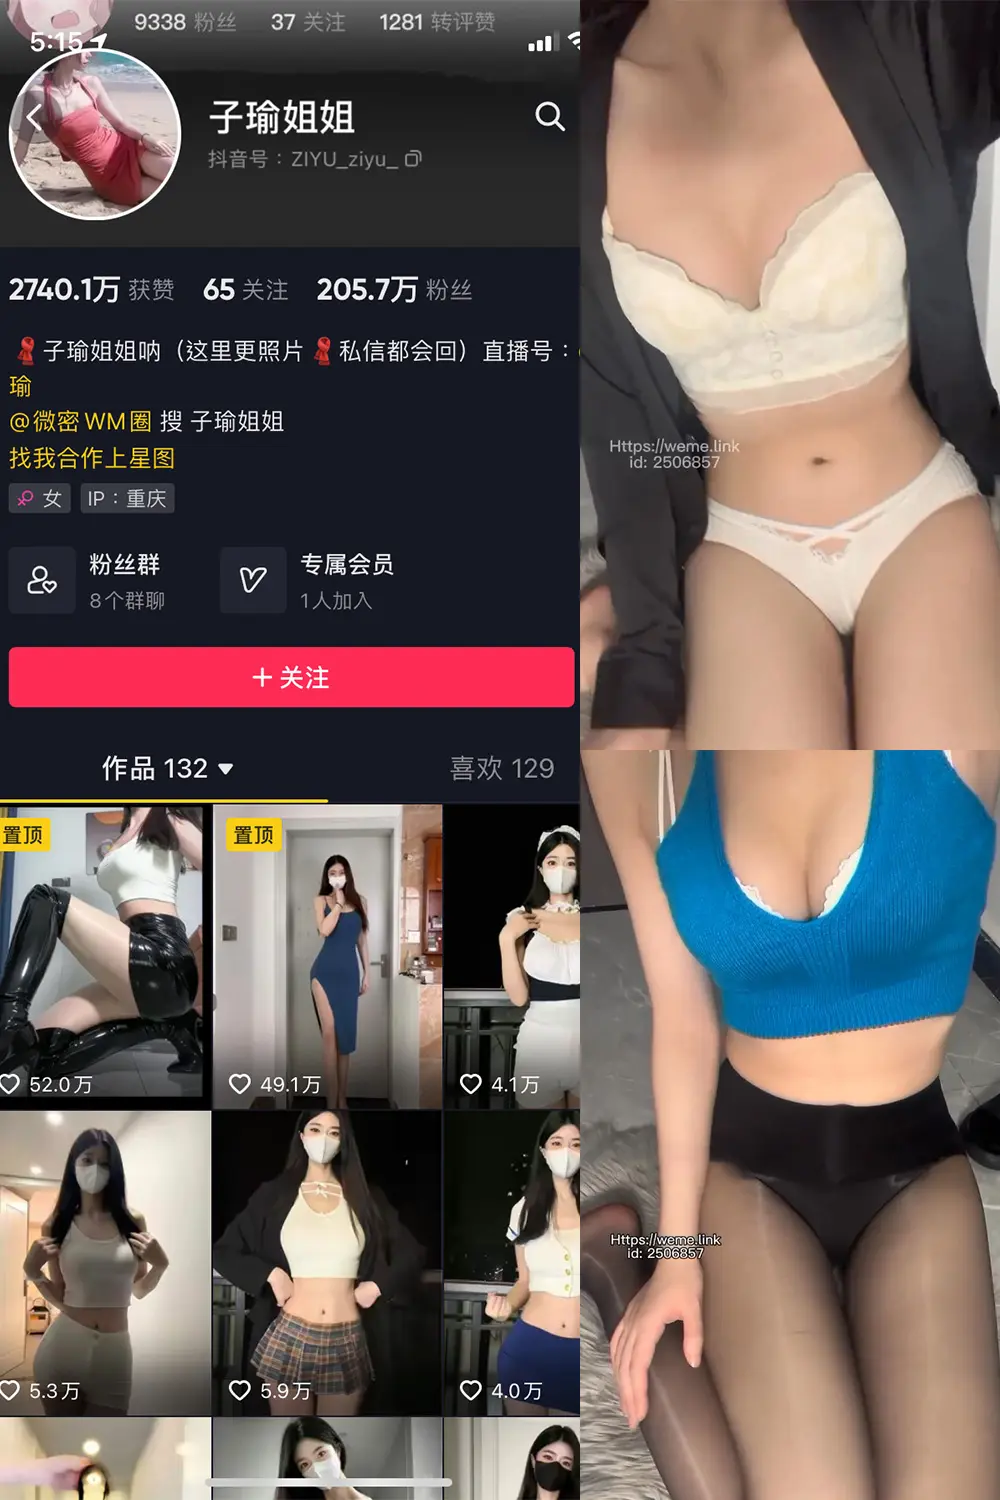 9338 粉丝 37 关注 1281 转评赞
5:15
子瑜姐姐
抖音号：ZIYU_ziyu_
2740.1万 获赞 65 关注 205.7万 粉丝
子瑜姐姐呐（这里更照片 私信都会回）直播号：
瑜
@微密 WM圈 搜 子瑜姐姐
找我合作上星图
女 IP：重庆
粉丝群 专属会员
8个群聊 1人加入
+ 关注
作品 132 喜欢 129
置顶 置顶
52.0万 49.1万 4.1万
5.3万 5.9万 4.0万
Https://weme.link
id: 2506857
Https://weme.link
id: 2506857